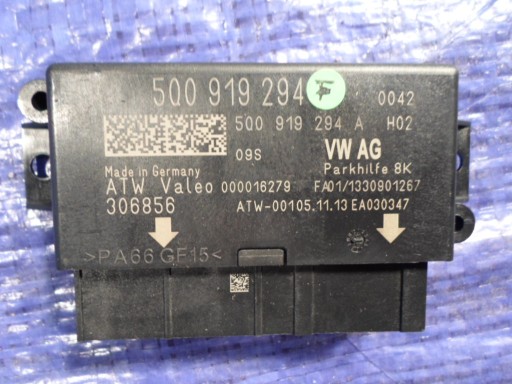 5Q0 919 294 F 0042
5Q0 919 294 A H02
09S VW AG
Made in Germany Parkhilfe 8K
ATW Valeo 000016279 FA01/1330901267
306856 ATW-00105.11.13 EA030347
>PA66 GF15<